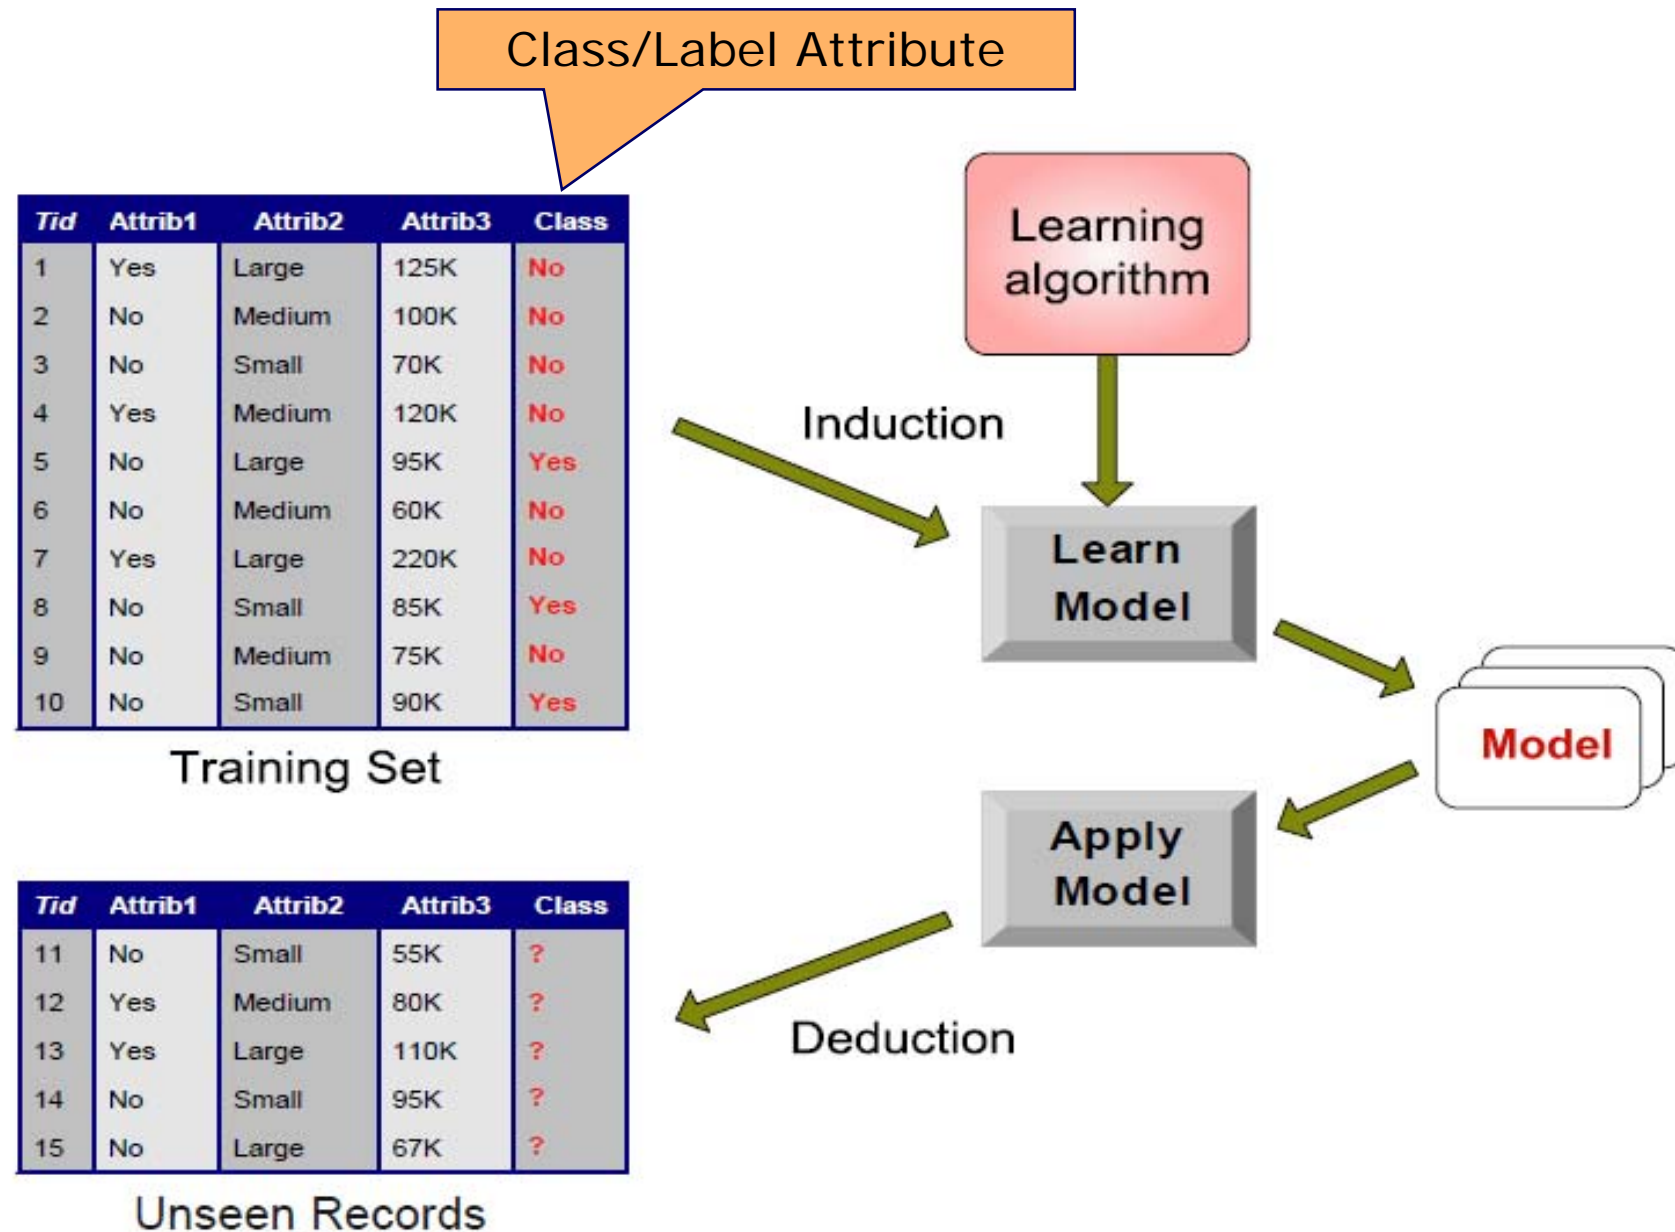 Class/Label Attribute
Tid Attrib1 Attrib2 Attrib3 Class
1 Yes Large 125K No
2 No Medium 100K No
3 No Small 70K No
4 Yes Medium 120K No
5 No Large 95K Yes
6 No Medium 60K No
7 Yes Large 220K No
8 No Small 85K Yes
9 No Medium 75K No
10 No Small 90K Yes
Training Set
Learning
algorithm
Induction
Learn
Model
Model
Apply
Model
Deduction
Tid Attrib1 Attrib2 Attrib3 Class
11 No Small 55K ?
12 Yes Medium 80K ?
13 Yes Large 110K ?
14 No Small 95K ?
15 No Large 67K ?
Unseen Records